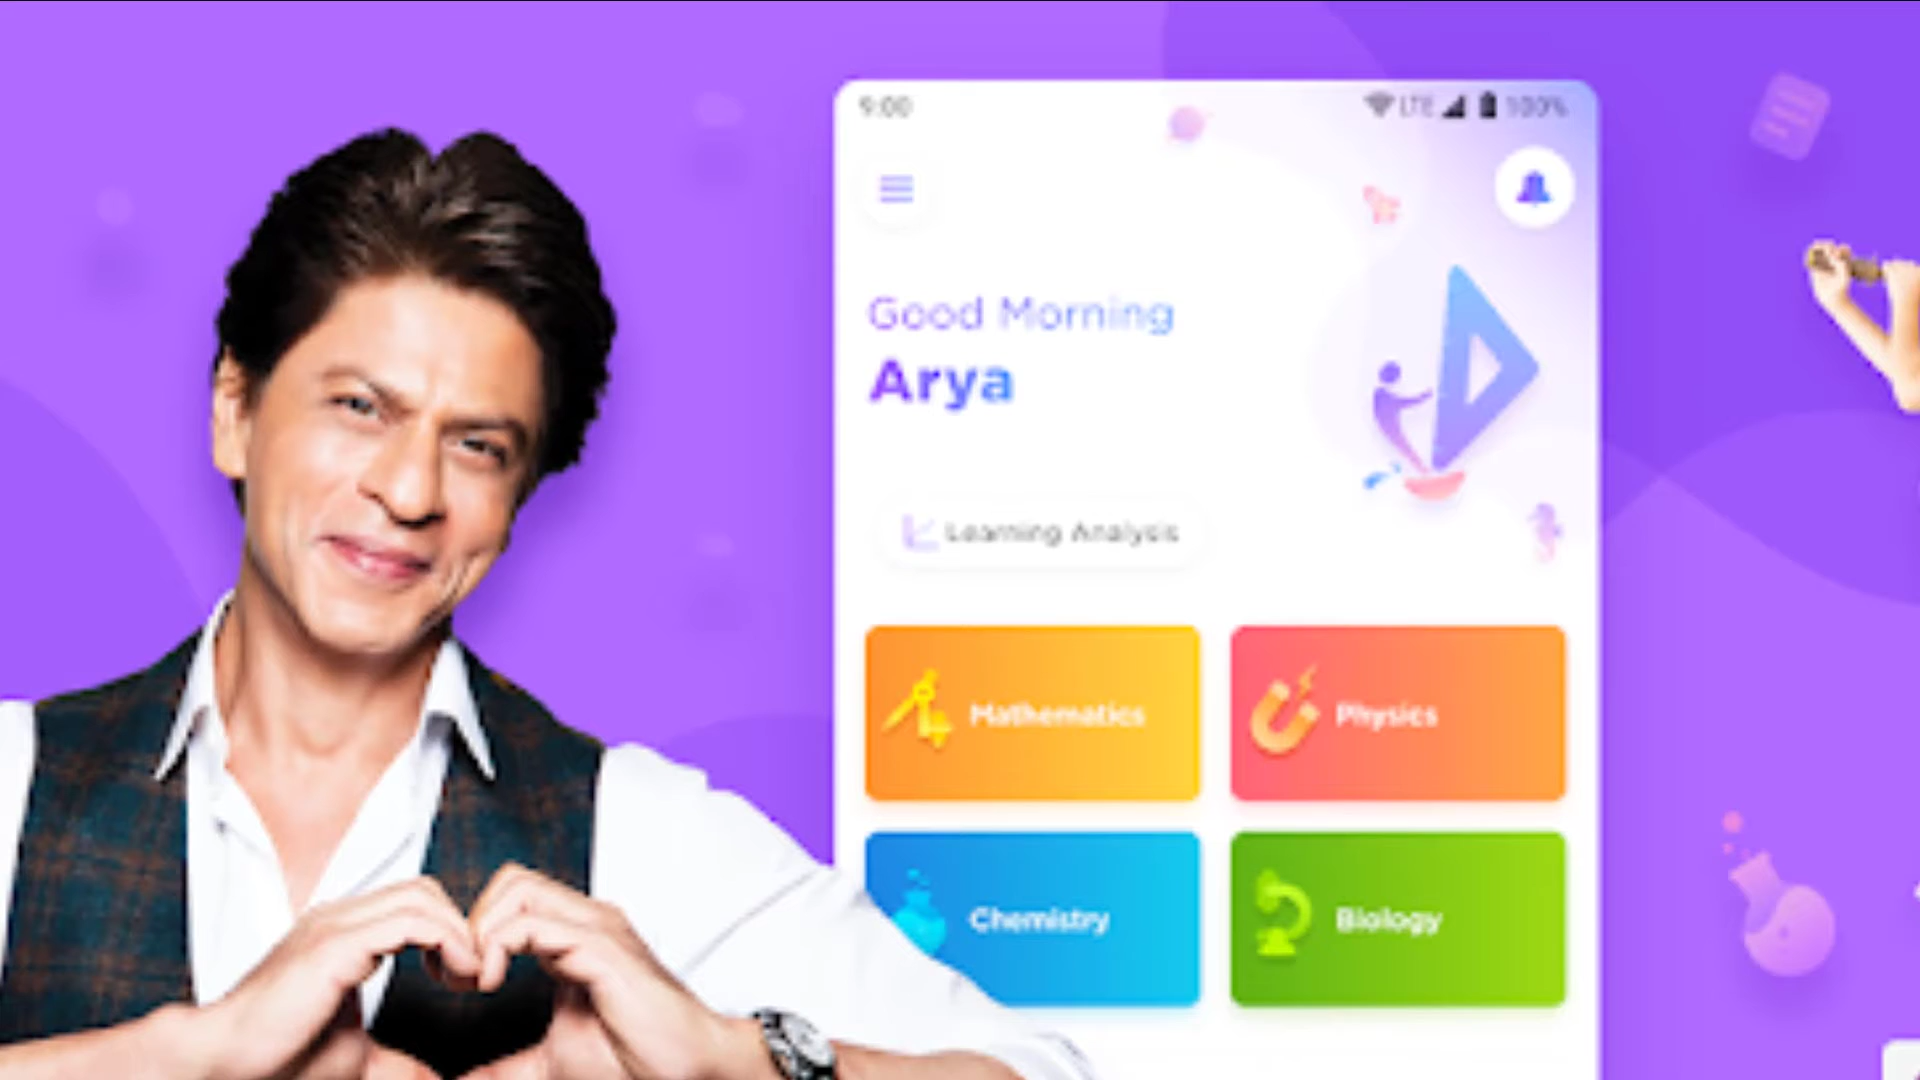 9:00
LTE 100%
Good Morning
Arya
Learning Analysis
Mathematics
Physics
Chemistry
Biology